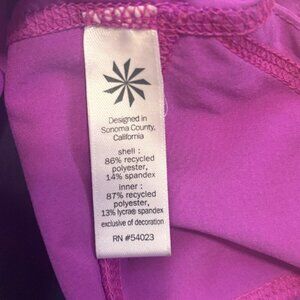 Designed in
Sonoma County,
California
shell :
86% recycled
polyester,
14% spandex
inner :
87% recycled
polyester,
13% lycra® spandex
exclusive of decoration
RN #54023